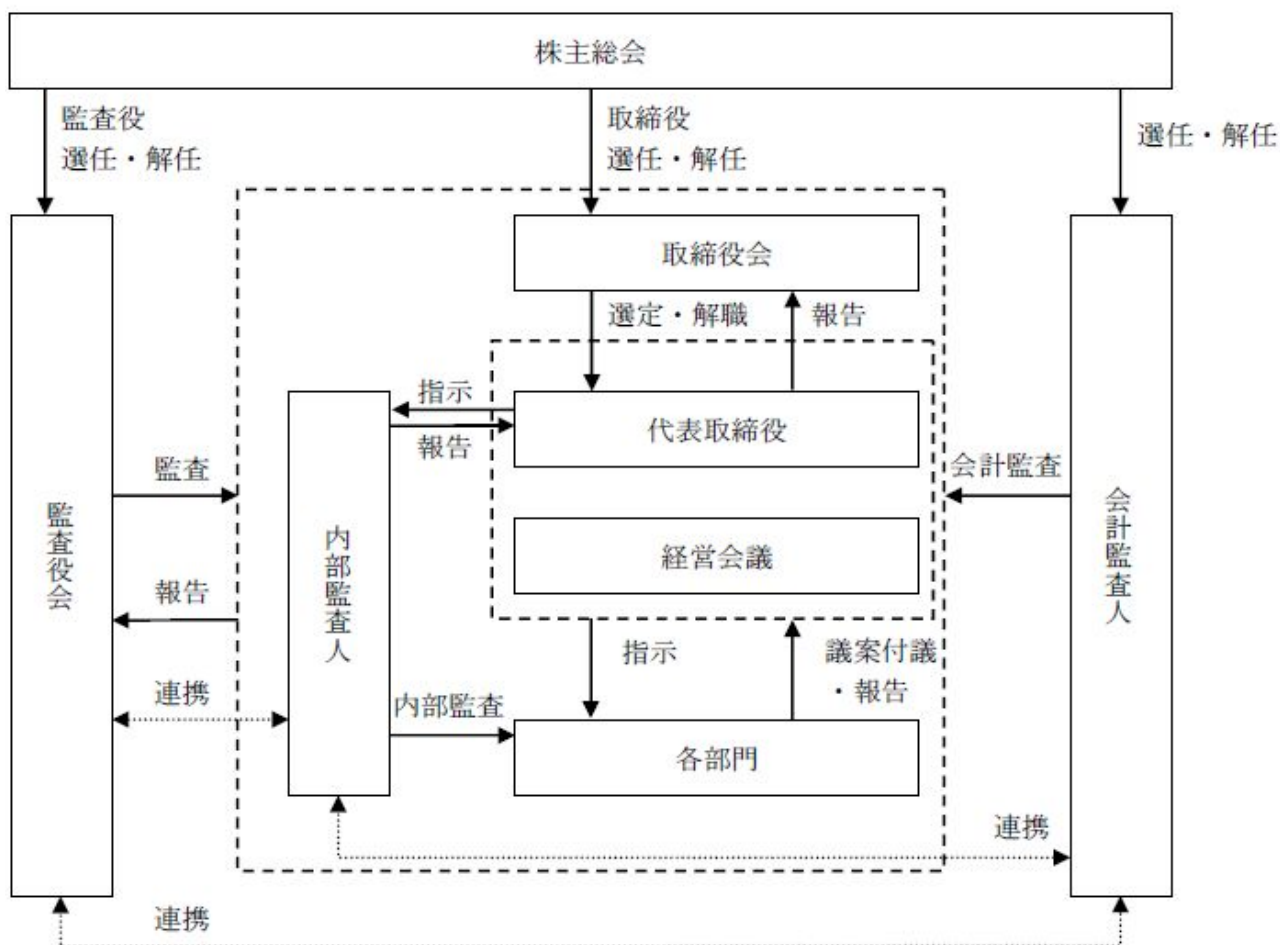 株主総会
監査役
選任・解任
取締役
選任・解任
選任・解任
取締役会
選定・解職
報告
指示
報告
代表取締役
監査
会計監査
監査役会
内部監査人
経営会議
会計監査人
報告
指示
議案付議
・報告
連携
内部監査
各部門
連携
連携